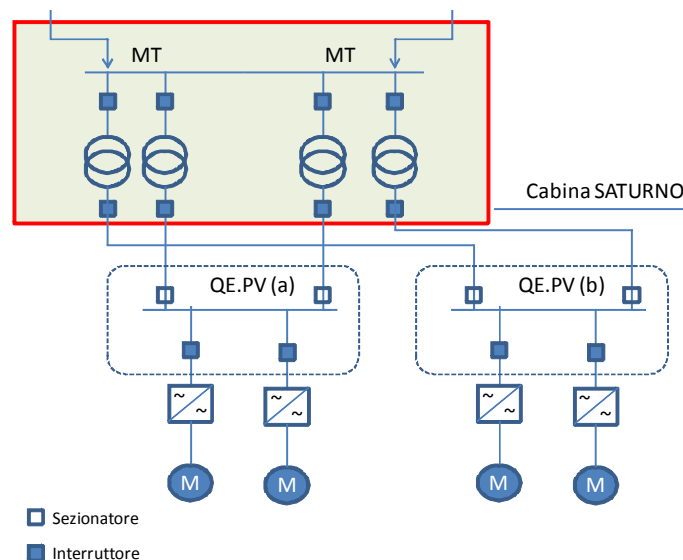 MT MT
Cabina SATURNO
QE.PV (a) QE.PV (b)
~ ~ ~ ~
~ ~ ~ ~
M M M M
Sezionatore
Interruttore